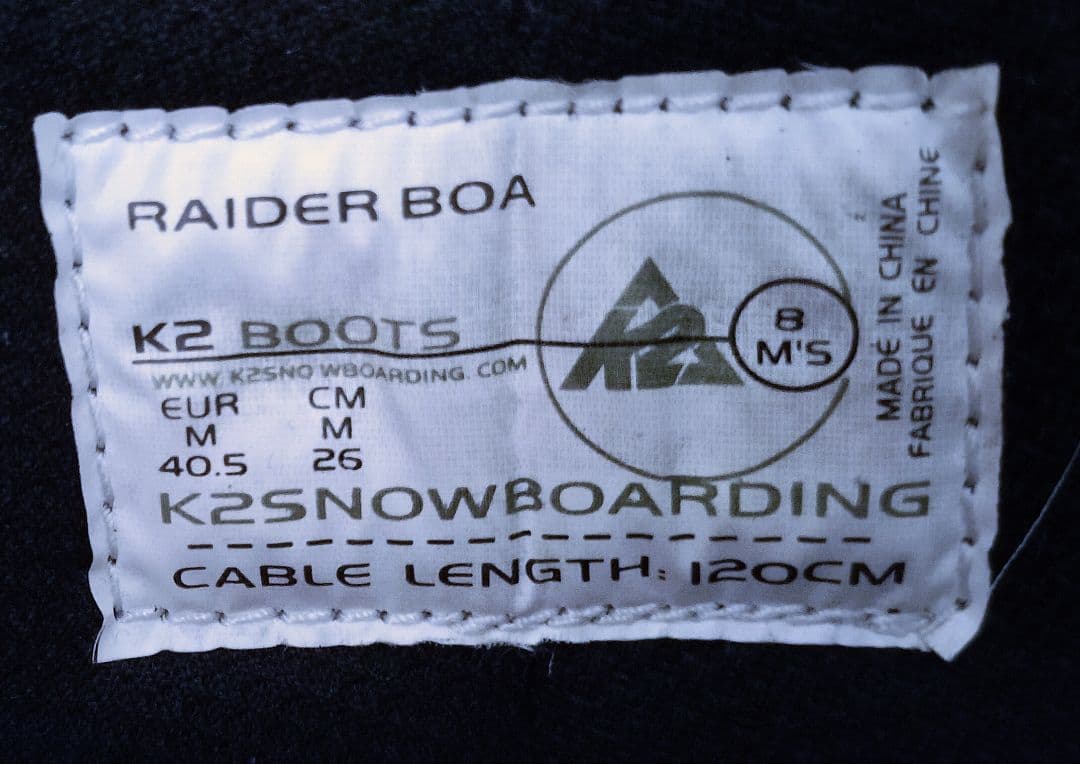 RAIDER BOA
K2 BOOTS
WWW.K2SNOWBOARDING.COM
EUR CM
M M
40.5 26
K2
8
M'S
MADE IN CHINA
FABRIQUE EN CHINE
K2SNOWBOARDING
CABLE LENGTH: 120CM